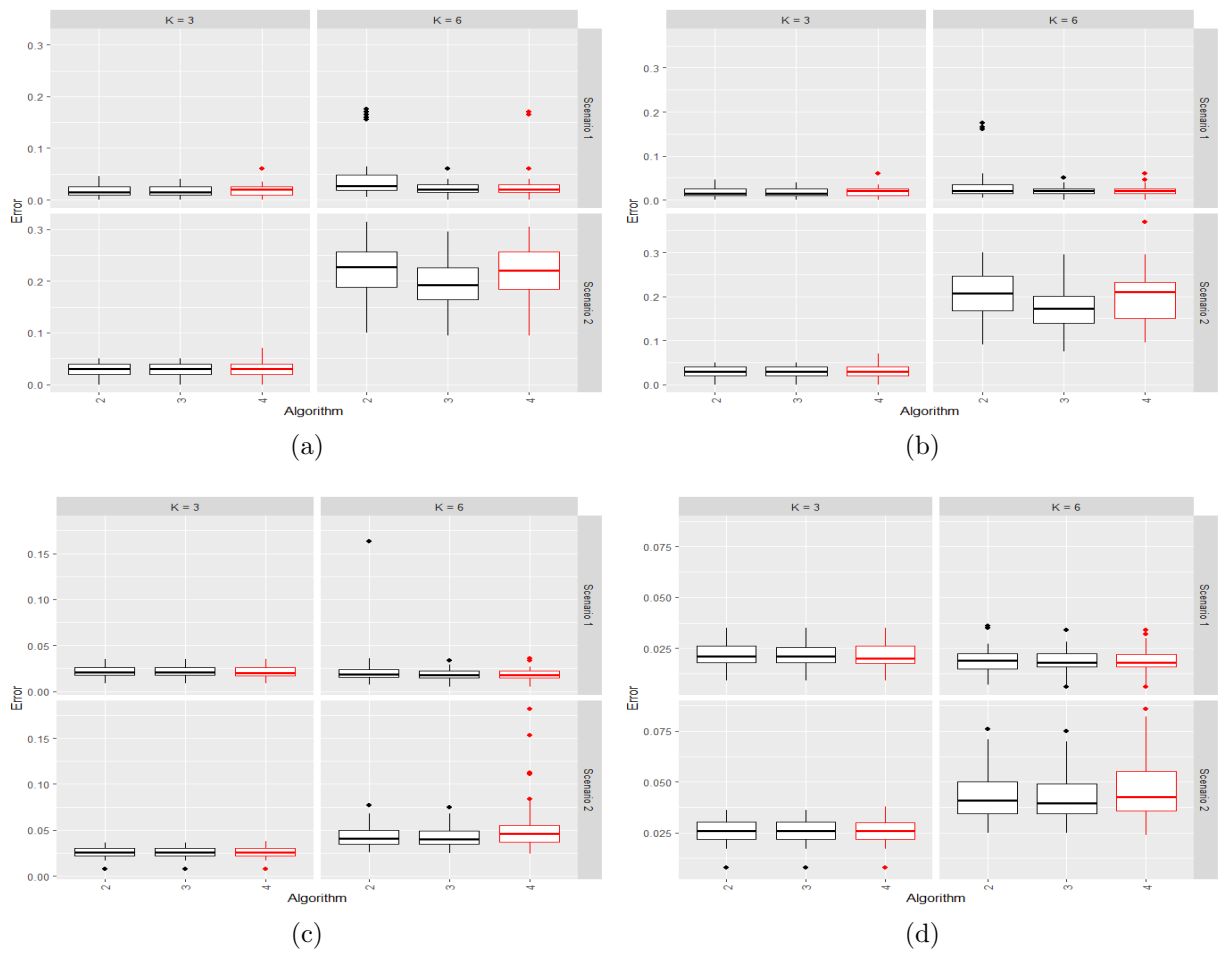 K = 3
K = 6
0.3
0.2
0.1
0.0
Scenario 1
Error
0.3
0.2
0.1
0.0
Scenario 2
2
3
4
2
3
4
Algorithm
(a)
K = 3
K = 6
0.3
0.2
0.1
0.0
Scenario 1
Error
0.3
0.2
0.1
0.0
Scenario 2
2
3
4
2
3
4
Algorithm
(b)
K = 3
K = 6
0.15
0.10
0.05
0.00
Scenario 1
Error
0.15
0.10
0.05
0.00
Scenario 2
2
3
4
2
3
4
Algorithm
(c)
K = 3
K = 6
0.075
0.050
0.025
Scenario 1
Error
0.075
0.050
0.025
Scenario 2
2
3
4
2
3
4
Algorithm
(d)